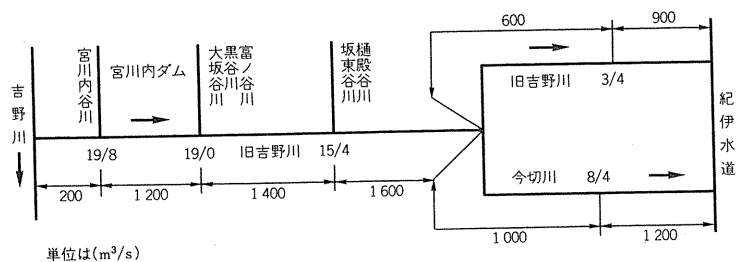 600
900
吉野川
宮川内谷川
宮川内ダム
大坂谷川
黒谷川
富ノ谷川
坂東谷川
樋殿谷川
旧吉野川
3/4
紀伊水道
19/8
19/0
旧吉野川
15/4
今切川
8/4
200
1 200
1 400
1 600
1 000
1 200
単位は(m³/s)